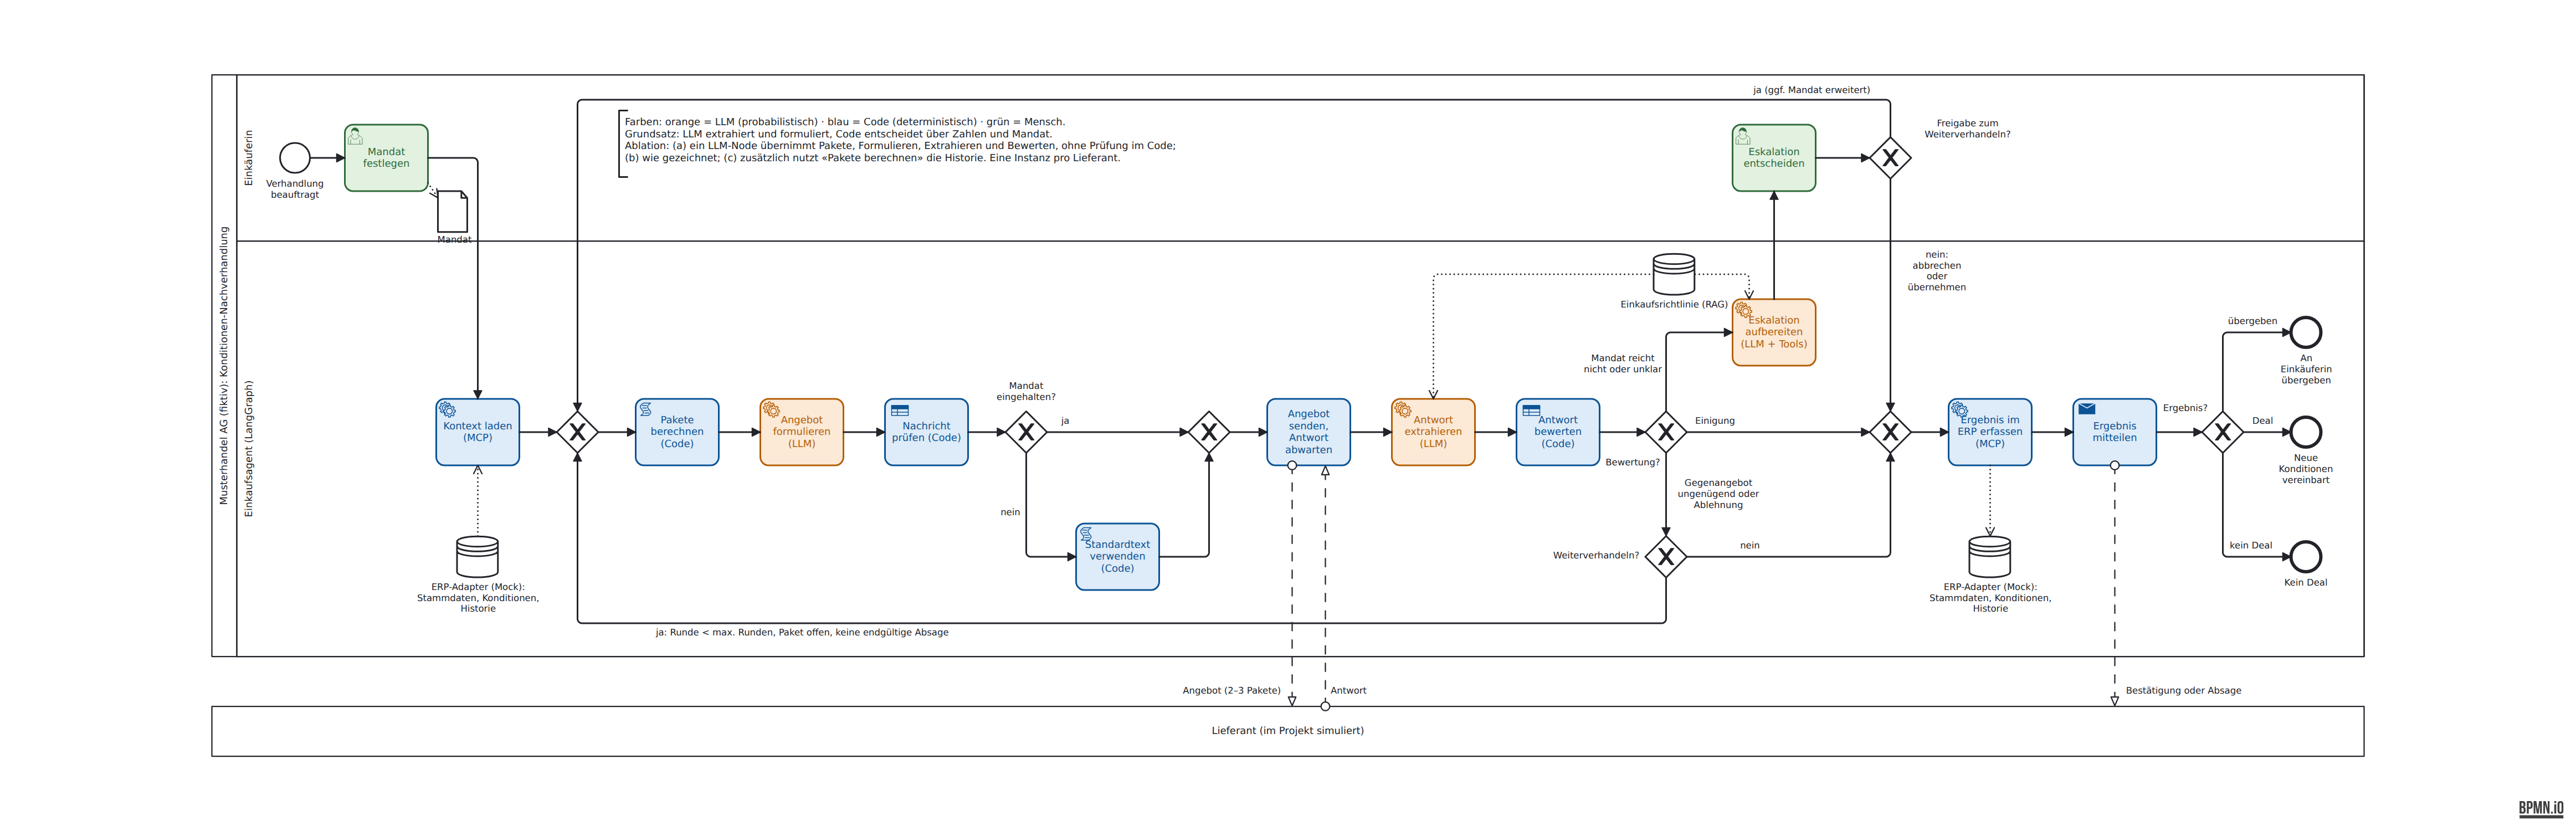 Musterhandel AG (fiktiv): Konditionen-Nachverhandlung
Einkäuferin
Verhandlung
beauftragt
Mandat
festlegen
Mandat
Farben: orange = LLM (probabilistisch) · blau = Code (deterministisch) · grün = Mensch.
Grundsatz: LLM extrahiert und formuliert, Code entscheidet über Zahlen und Mandat.
Ablation: (a) ein LLM-Node übernimmt Pakete, Formulieren, Extrahieren und Bewerten, ohne Prüfung im Code;
(b) wie gezeichnet; (c) zusätzlich nutzt «Pakete berechnen» die Historie. Eine Instanz pro Lieferant.
ja (ggf. Mandat erweitert)
Eskalation
entscheiden
Freigabe zum
Weiterverhandeln?
Einkaufsagent (LangGraph)
nein:
abbrechen
oder
übernehmen
Einkaufsrichtlinie (RAG)
Eskalation
aufbereiten
(LLM + Tools)
Mandat reicht
nicht oder unklar
Kontext laden
(MCP)
ERP-Adapter (Mock):
Stammdaten, Konditionen,
Historie
Pakete
berechnen
(Code)
Angebot
formulieren
(LLM)
Nachricht
prüfen (Code)
Mandat
eingehalten?
ja
nein
Standardtext
verwenden
(Code)
Angebot
senden,
Antwort
abwarten
Antwort
extrahieren
(LLM)
Antwort
bewerten
(Code)
Bewertung?
Einigung
Gegenangebot
ungenügend oder
Ablehnung
Weiterverhandeln?
nein
ja: Runde < max. Runden, Paket offen, keine endgültige Absage
Ergebnis im
ERP erfassen
(MCP)
ERP-Adapter (Mock):
Stammdaten, Konditionen,
Historie
Ergebnis
mitteilen
Ergebnis?
übergeben
An
Einkäuferin
übergeben
Deal
Neue
Konditionen
vereinbart
kein Deal
Kein Deal
Angebot (2–3 Pakete)
Antwort
Bestätigung oder Absage
Lieferant (im Projekt simuliert)
BPMN.iO